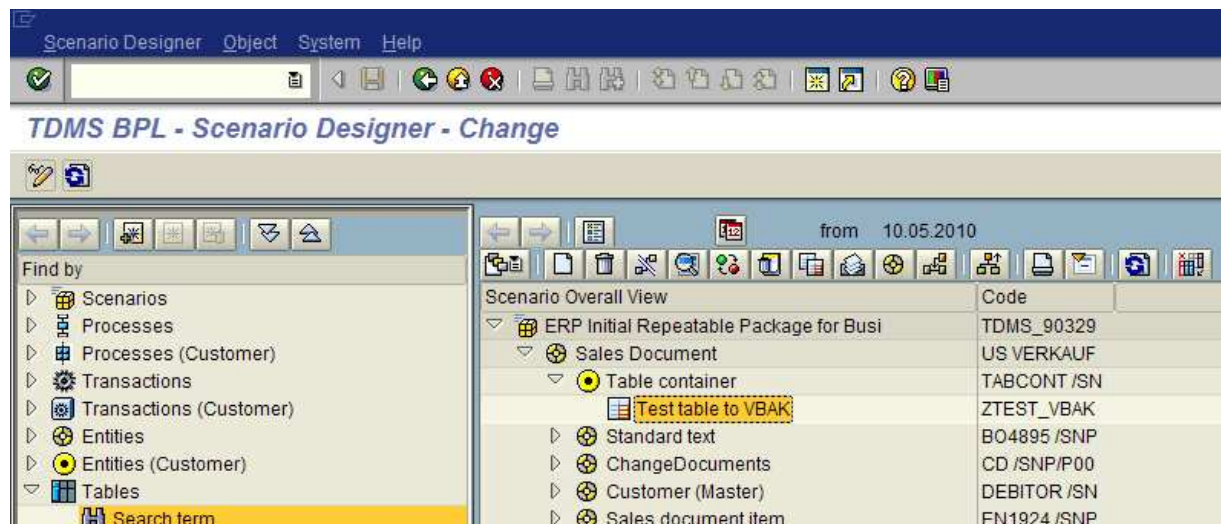 Scenario Designer Object System Help
TDMS BPL - Scenario Designer - Change
from 10.05.2010
Find by
Scenarios
Processes
Processes (Customer)
Transactions
Transactions (Customer)
Entities
Entities (Customer)
Tables
Search term
Scenario Overall View Code
ERP Initial Repeatable Package for Busi TDMS_90329
Sales Document US VERKAUF
Table container TABCONT /SN
Test table to VBAK ZTEST_VBAK
Standard text BO4895 /SNP
ChangeDocuments CD /SNP/P00
Customer (Master) DEBITOR /SN
Sales document item EN1924 /SNP